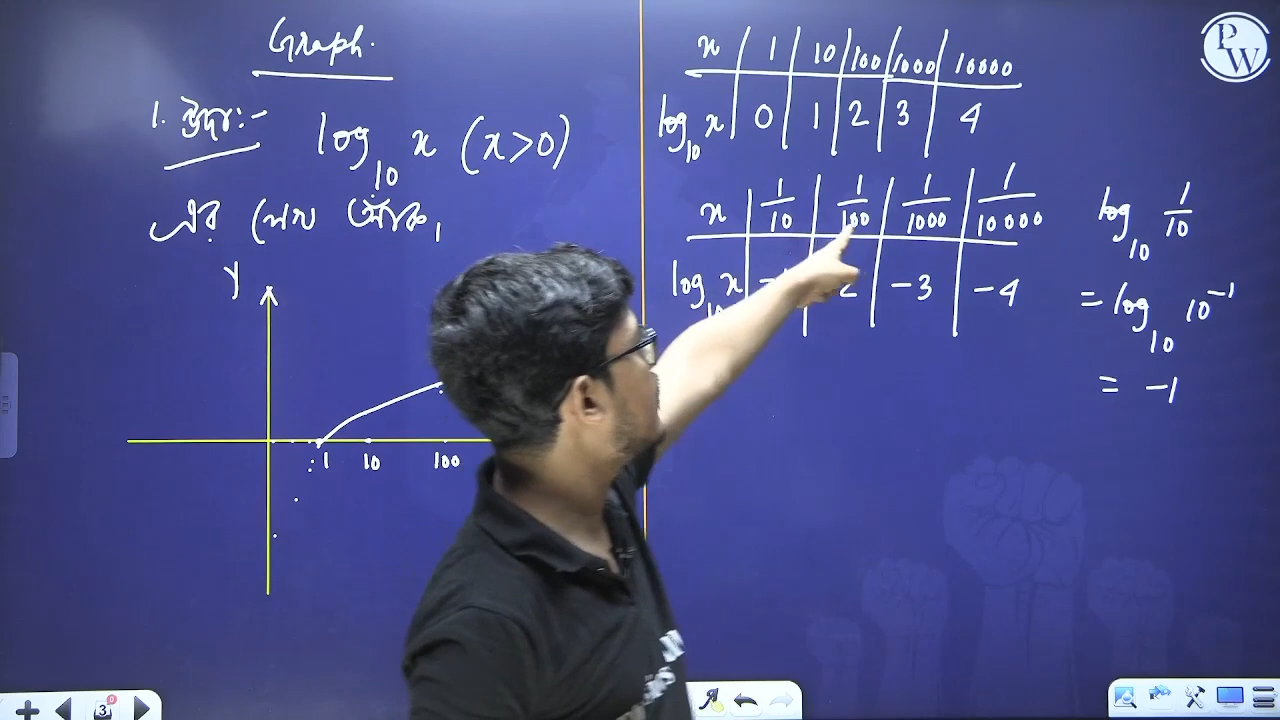 Graph.
1. উদাঃ:-
log₁₀ x (x>0)
এর লেখ আঁক।
Y
1 10 100
x 1 10 100 1000 10000
log₁₀ x 0 1 2 3 4
x 1/10 1/100 1/1000 1/10000
log₁₀ x 2 -3 -4
log₁₀ 1/10
= log₁₀ 10⁻¹
= -1
PW
3